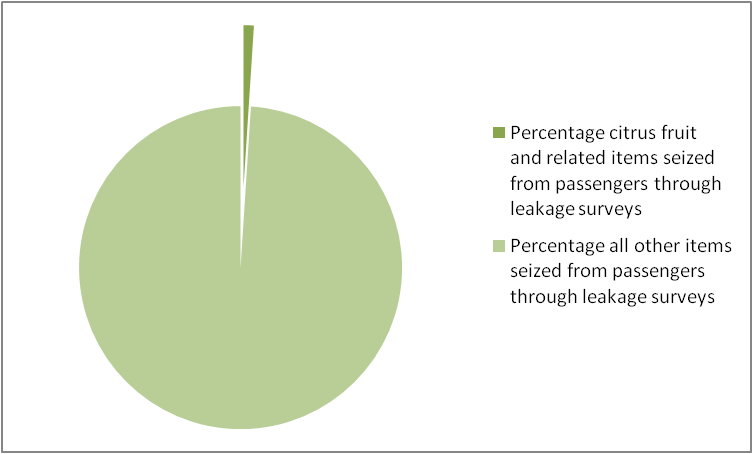 Percentage citrus fruit
and related items seized
from passengers through
leakage surveys
Percentage all other items
seized from passengers
through leakage surveys